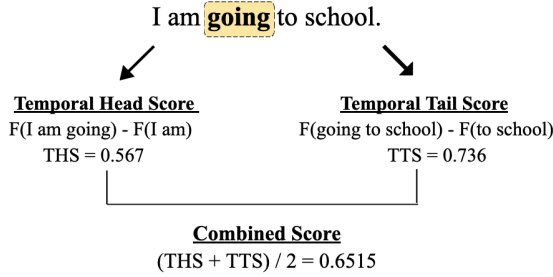 I am going to school.
Temporal Head Score
F(I am going) - F(I am)
THS = 0.567
Temporal Tail Score
F(going to school) - F(to school)
TTS = 0.736
Combined Score
(THS + TTS) / 2 = 0.6515